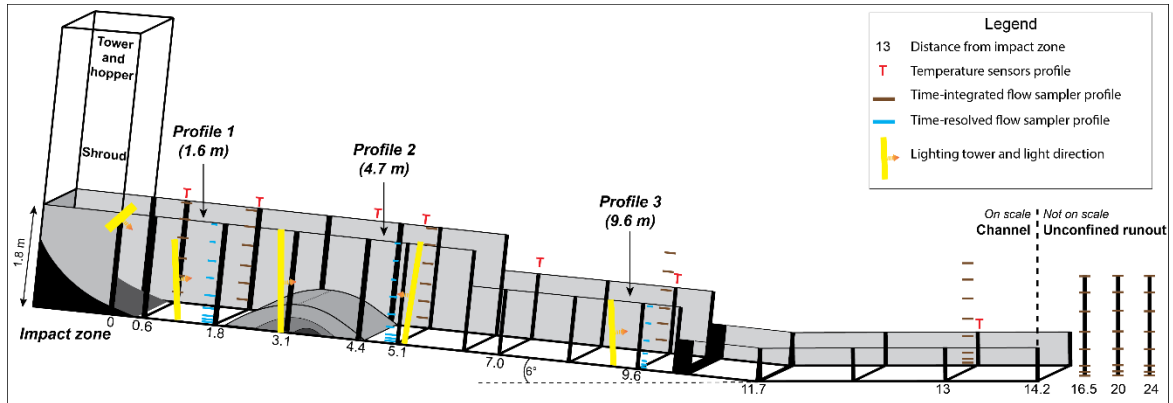 Tower
and
hopper
Shroud
Profile 1
(1.6 m)
Profile 2
(4.7 m)
Profile 3
(9.6 m)
T
T
T
T
T
T
T
1.8 m
Impact zone
0
0.6
1.8
3.1
4.4
5.1
7.0
6°
9.6
11.7
13
14.2
16.5
20
24
On scale
Channel
Not on scale
Unconfined runout
Legend
13 Distance from impact zone
T Temperature sensors profile
Time-integrated flow sampler profile
Time-resolved flow sampler profile
Lighting tower and light direction